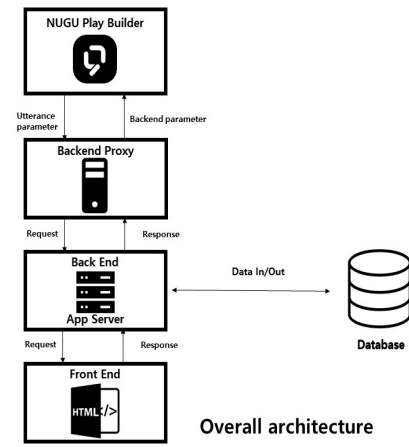 NUGU Play Builder
Utterance
parameter
Backend parameter
Backend Proxy
Request
Response
Back End
App Server
Data In/Out
Database
Request
Response
Front End
HTML </>
Overall architecture